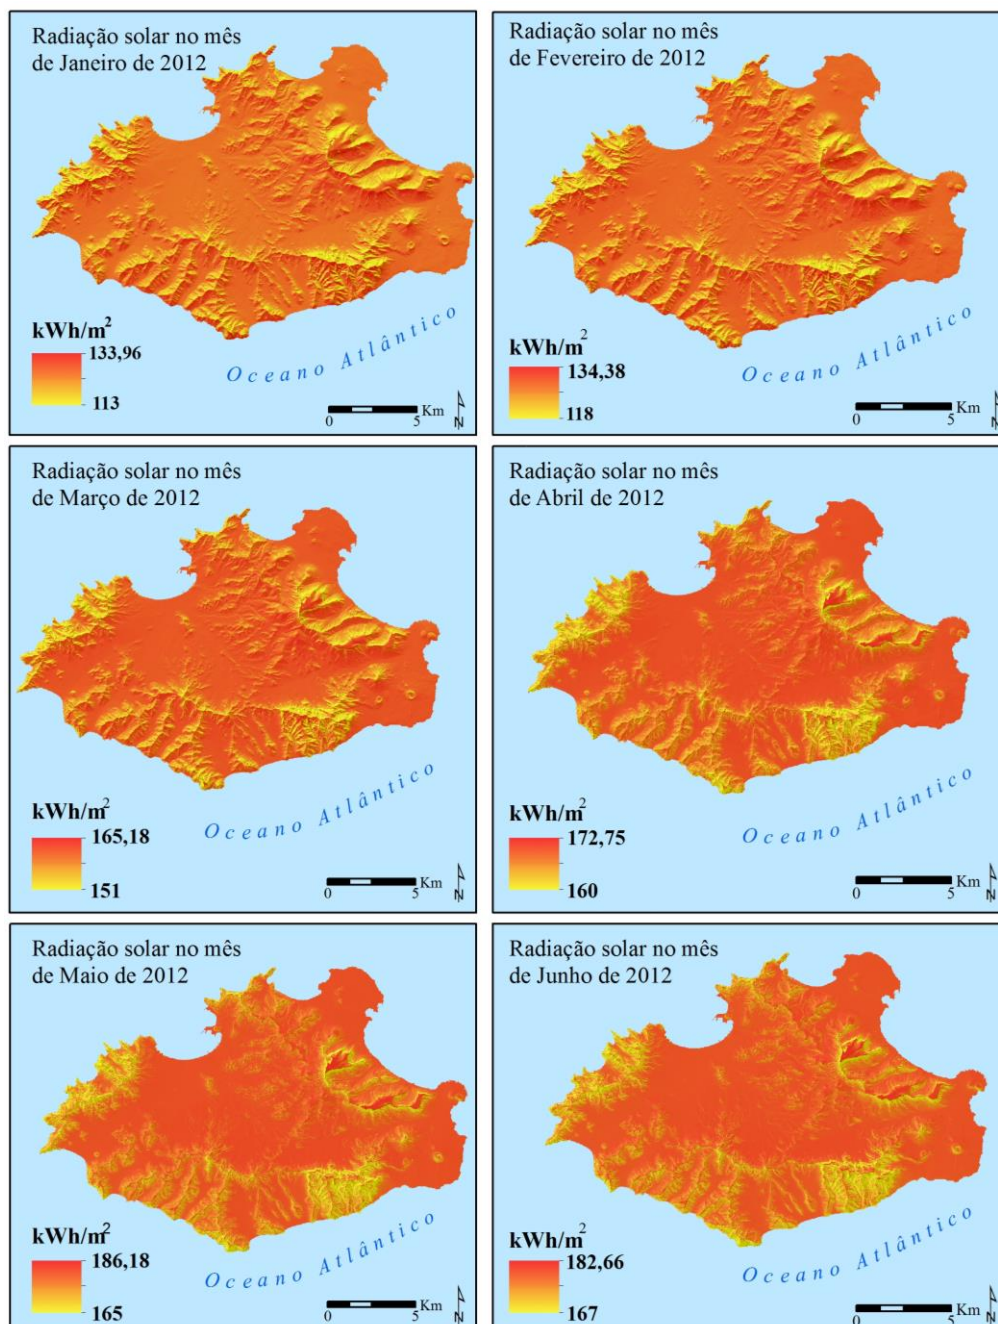 Radiação solar no mês
de Janeiro de 2012
kWh/m²
133,96
113
Oceano Atlântico
0 5 Km
N
Radiação solar no mês
de Fevereiro de 2012
kWh/m²
134,38
118
Oceano Atlântico
0 5 Km
N
Radiação solar no mês
de Março de 2012
kWh/m²
165,18
151
Oceano Atlântico
0 5 Km
N
Radiação solar no mês
de Abril de 2012
kWh/m²
172,75
160
Oceano Atlântico
0 5 Km
N
Radiação solar no mês
de Maio de 2012
kWh/m²
186,18
165
Oceano Atlântico
0 5 Km
N
Radiação solar no mês
de Junho de 2012
kWh/m²
182,66
167
Oceano Atlântico
0 5 Km
N